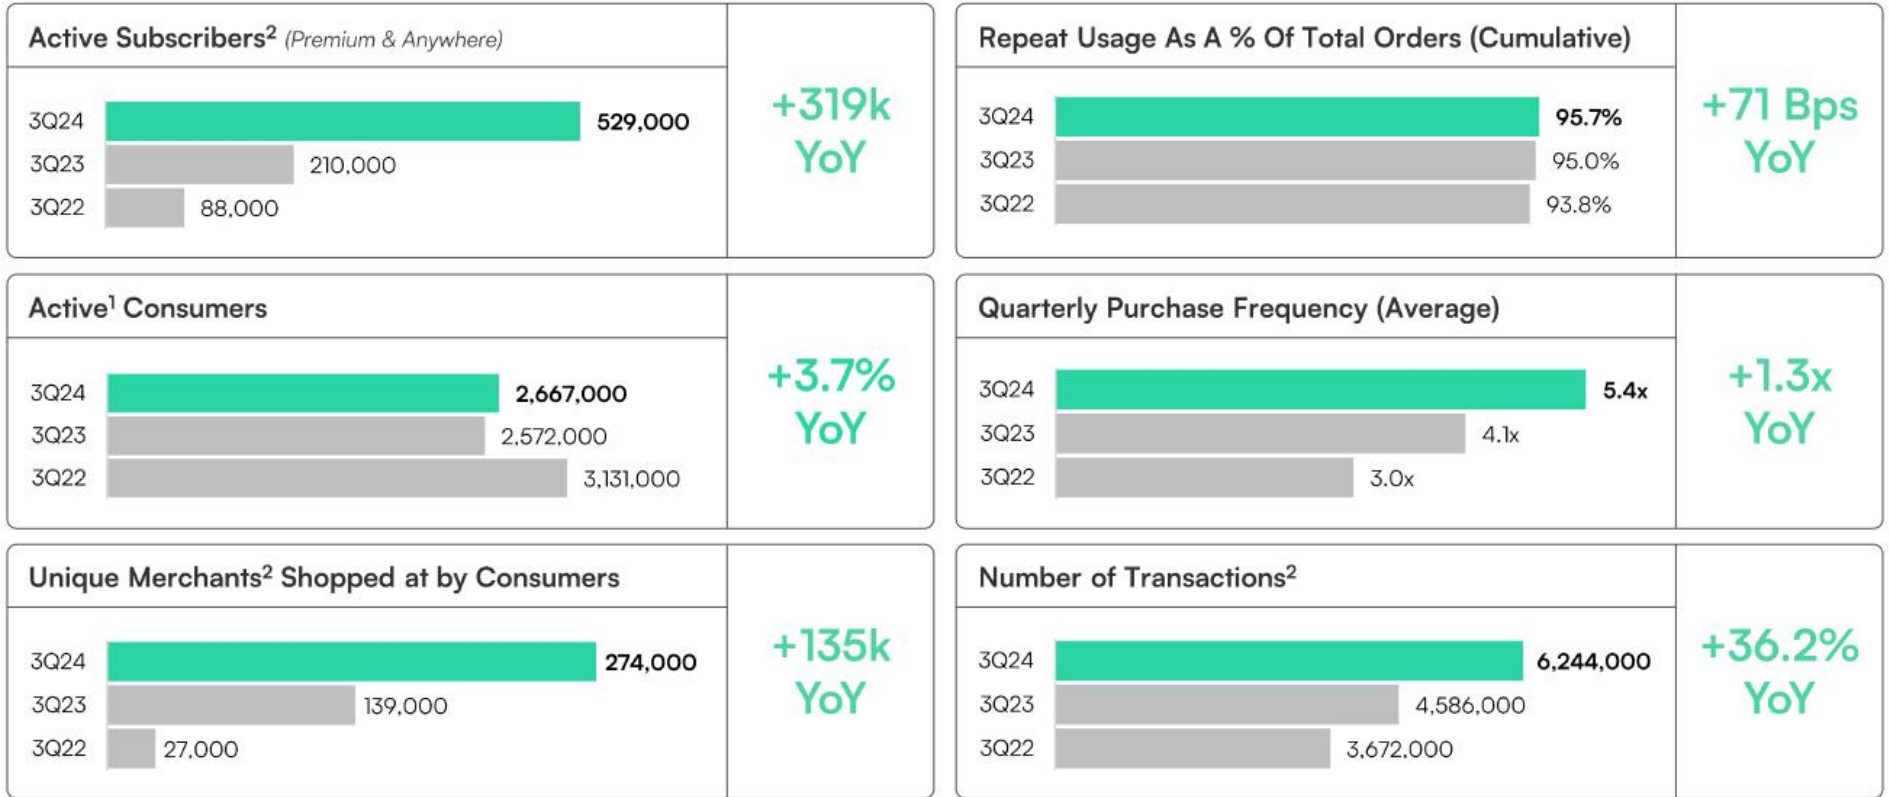 Active Subscribers² (Premium & Anywhere)
3Q24 529,000
3Q23 210,000
3Q22 88,000
+319k
YoY
Repeat Usage As A % Of Total Orders (Cumulative)
3Q24 95.7%
3Q23 95.0%
3Q22 93.8%
+71 Bps
YoY
Active¹ Consumers
3Q24 2,667,000
3Q23 2,572,000
3Q22 3,131,000
+3.7%
YoY
Quarterly Purchase Frequency (Average)
3Q24 5.4x
3Q23 4.1x
3Q22 3.0x
+1.3x
YoY
Unique Merchants² Shopped at by Consumers
3Q24 274,000
3Q23 139,000
3Q22 27,000
+135k
YoY
Number of Transactions²
3Q24 6,244,000
3Q23 4,586,000
3Q22 3,672,000
+36.2%
YoY